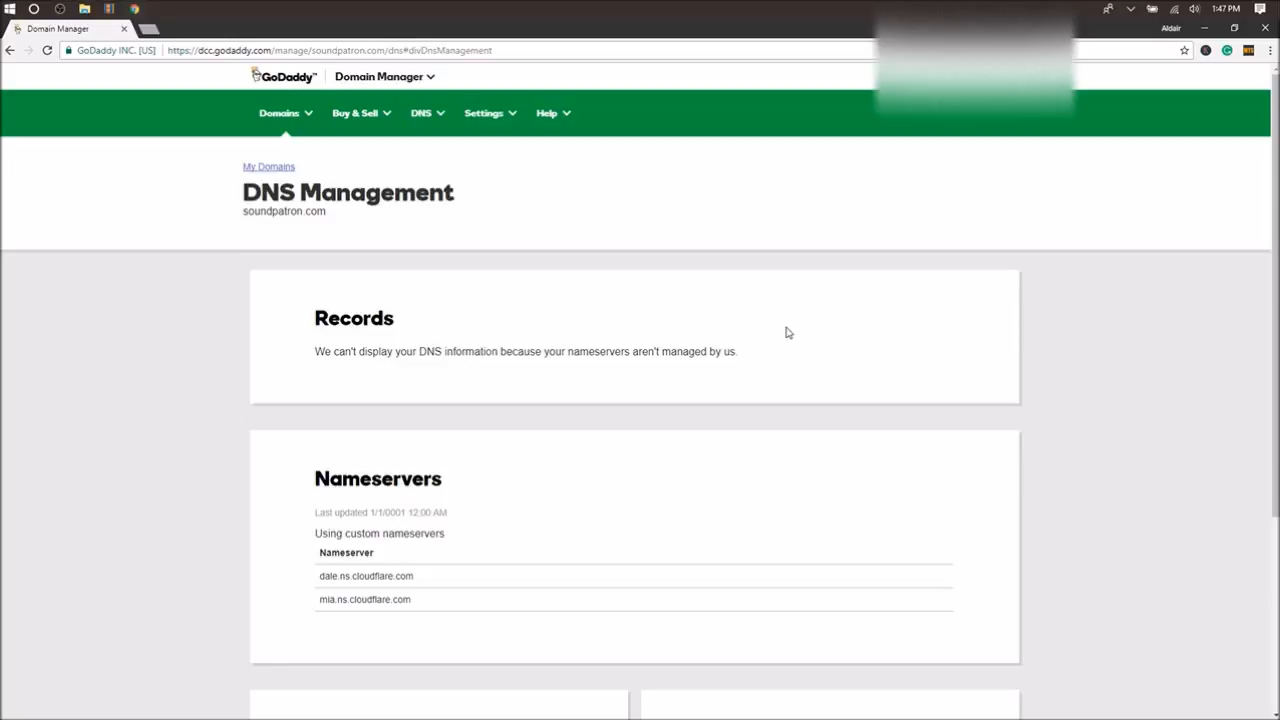 1:47 PM
Domain Manager
Aldair
GoDaddy INC. [US]
https://dcc.godaddy.com/manage/soundpatron.com/dns#divDnsManagement
GoDaddy™ Domain Manager
Domains Buy & Sell DNS Settings Help
My Domains
DNS Management
soundpatron.com
Records
We can't display your DNS information because your nameservers aren't managed by us.
Nameservers
Last updated 1/1/0001 12:00 AM
Using custom nameservers
Nameserver
dale.ns.cloudflare.com
mia.ns.cloudflare.com